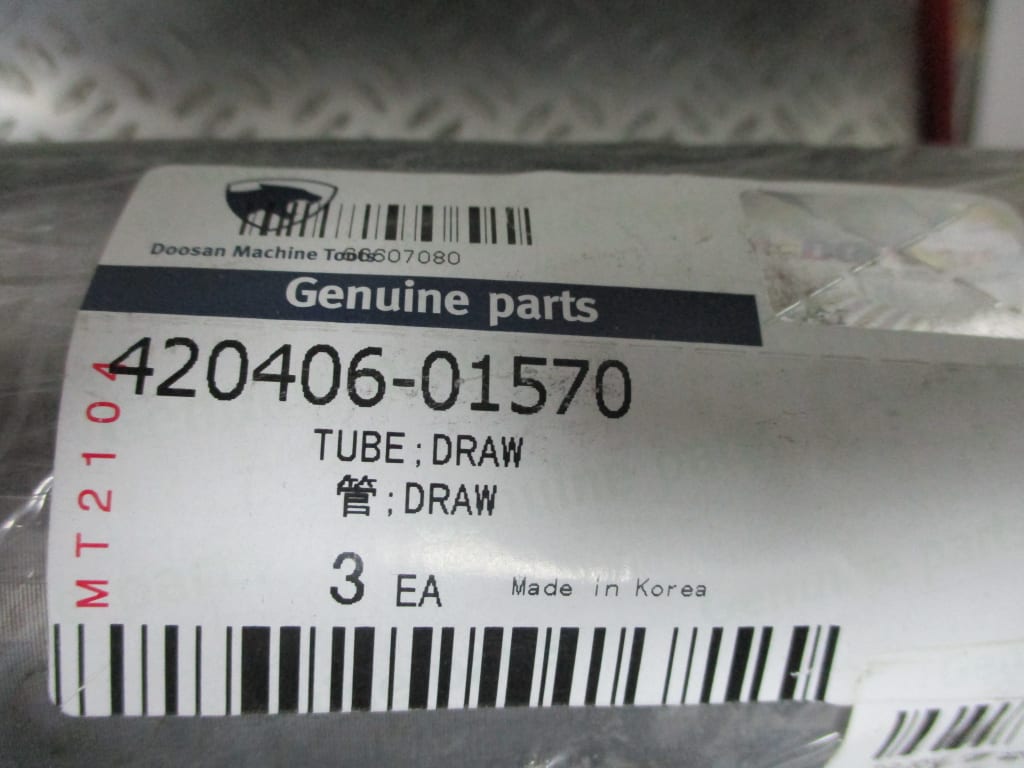 Doosan Machine Tools
66607080
Genuine parts
420406-01570
TUBE;DRAW
管;DRAW
3 EA Made in Korea
MT2104